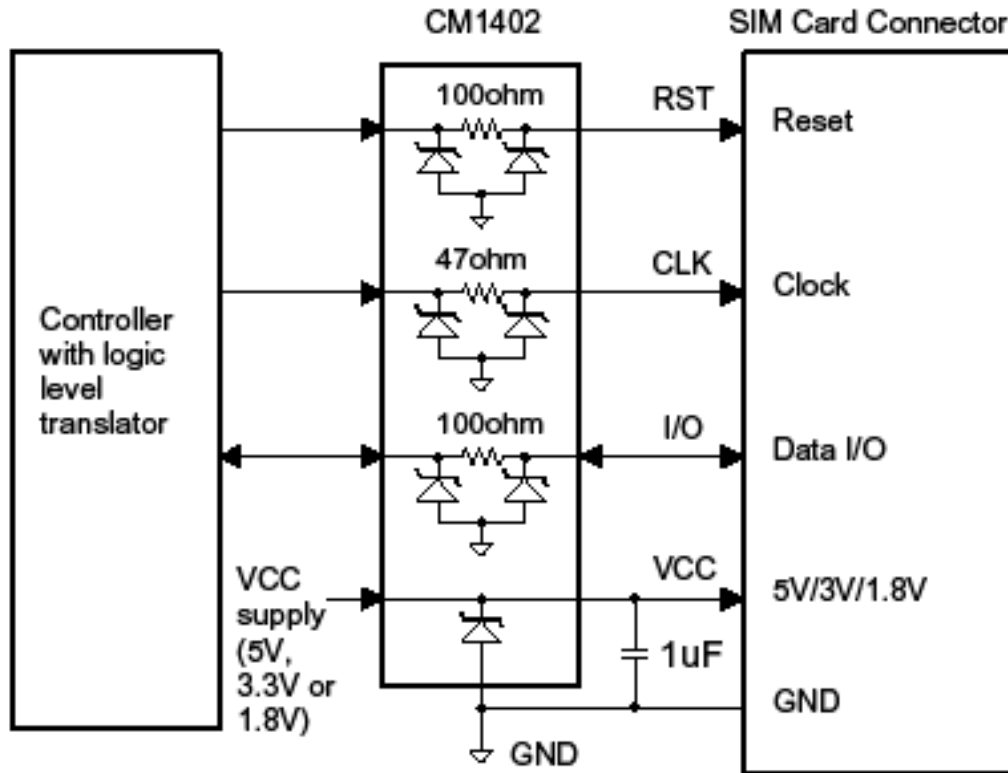 CM1402
SIM Card Connector
100ohm
RST
Reset
47ohm
CLK
Clock
Controller
with logic
level
translator
100ohm
I/O
Data I/O
VCC
supply
(5V,
3.3V or
1.8V)
VCC
5V/3V/1.8V
1uF
GND
GND